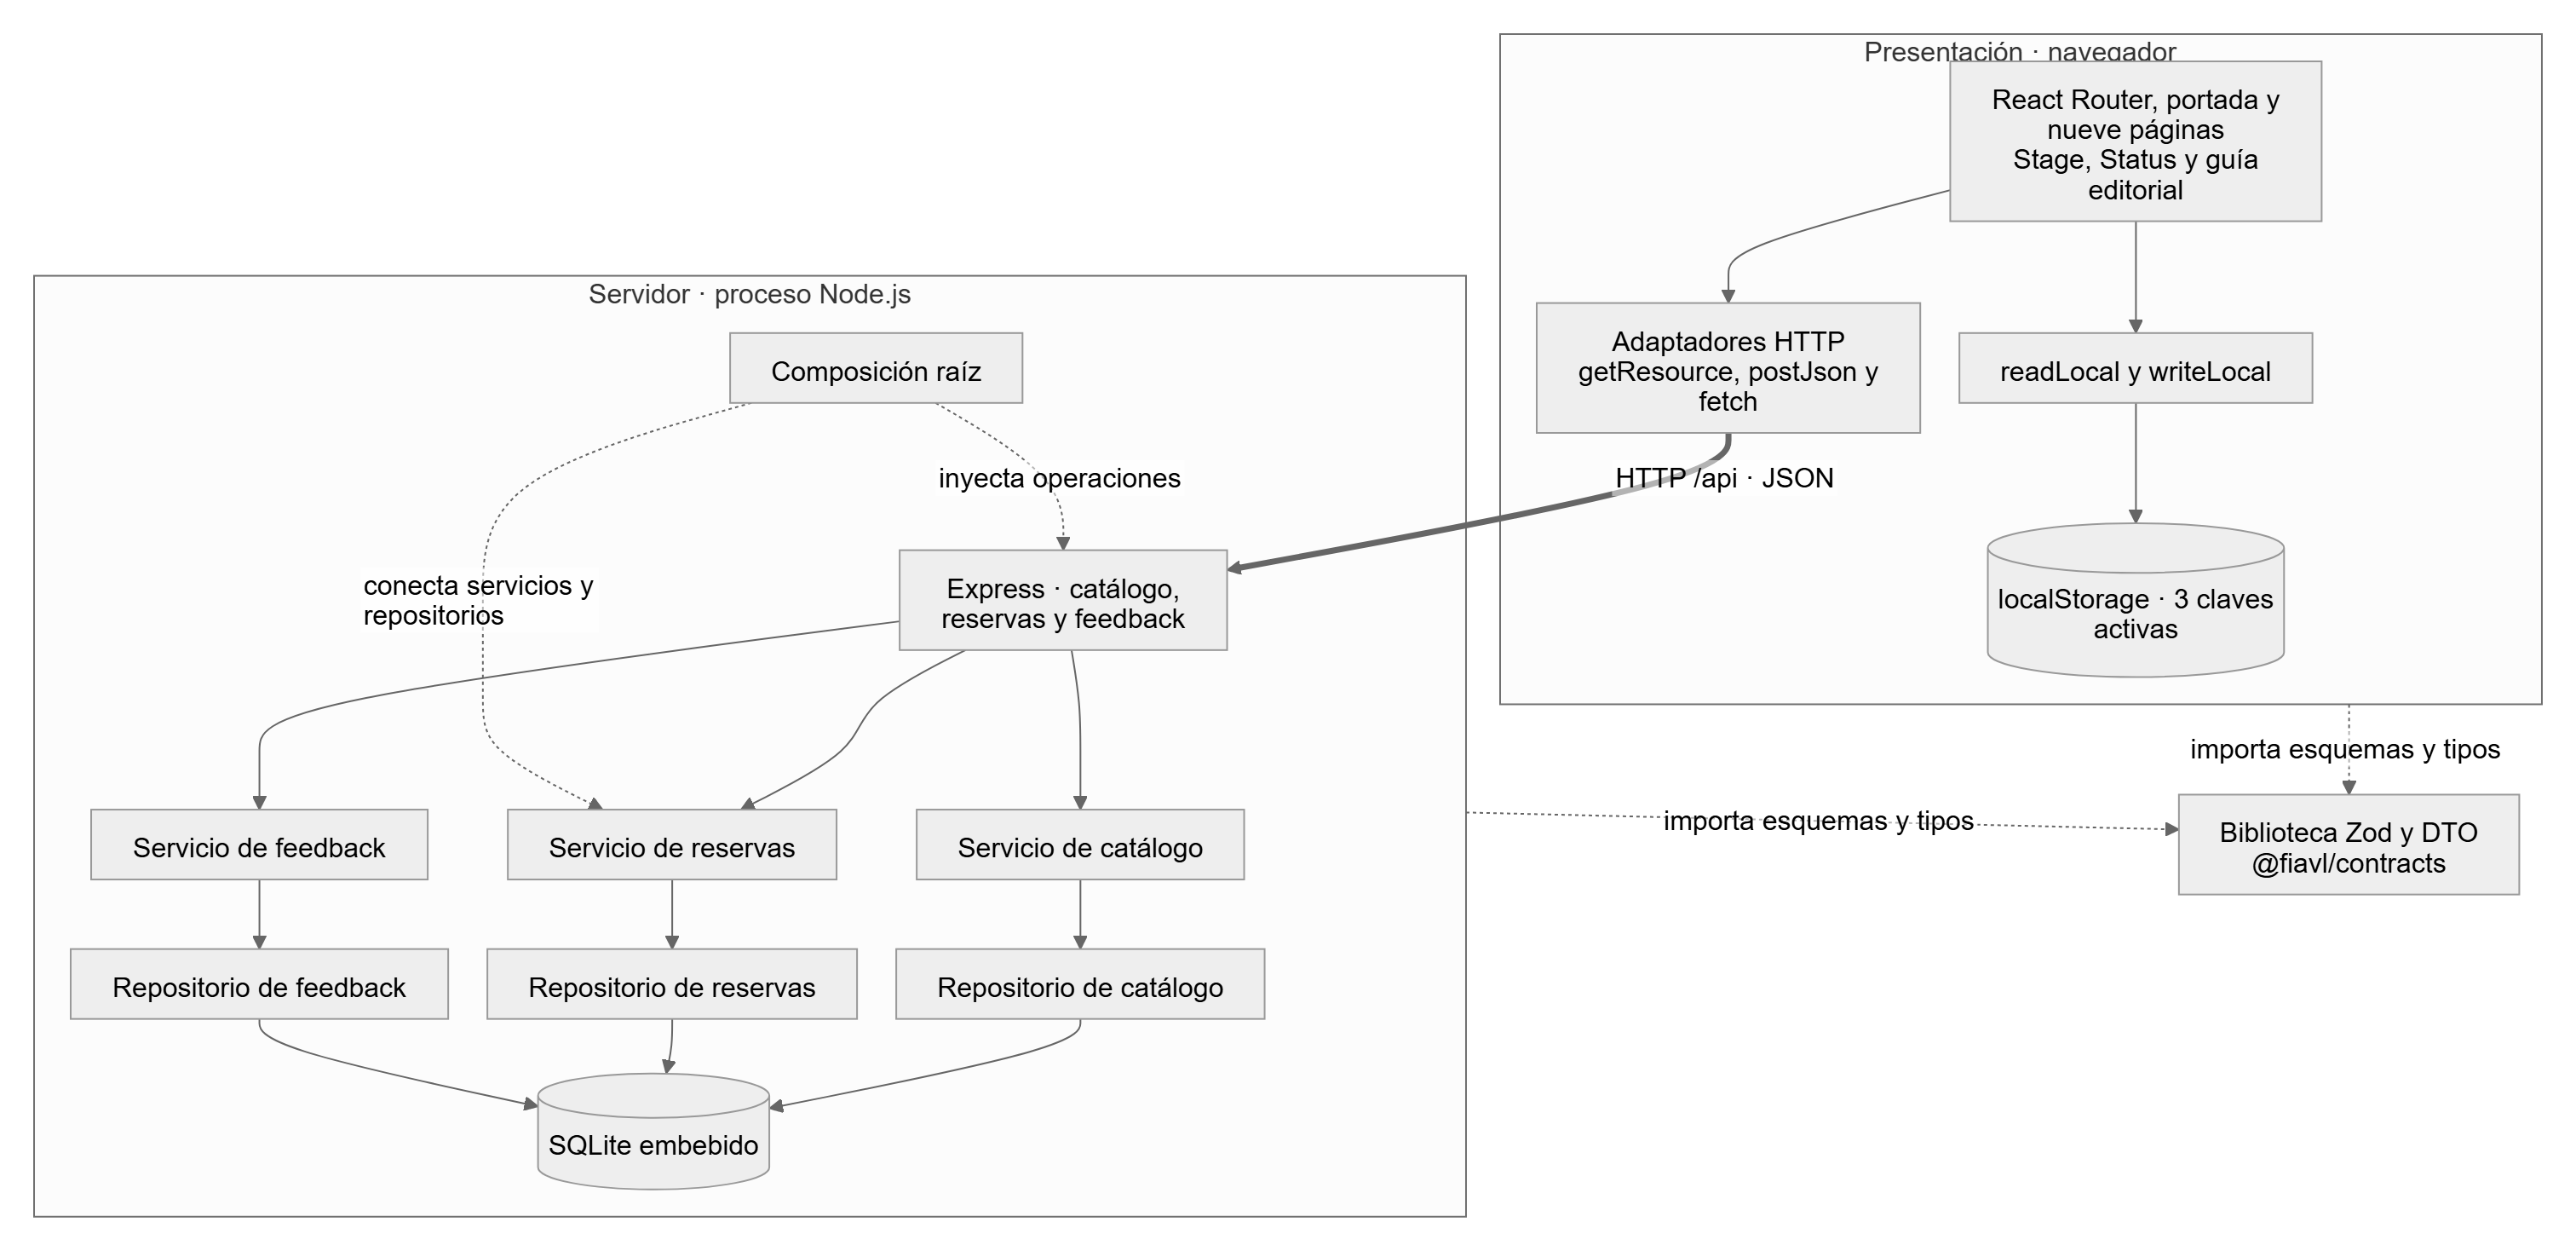 Presentación · navegador
React Router, portada y
nueve páginas
Stage, Status y guía
editorial
Adaptadores HTTP
getResource, postJson y
fetch
readLocal y writeLocal
HTTP /api · JSON
localStorage · 3 claves
activas
Servidor · proceso Node.js
Composición raíz
inyecta operaciones
conecta servicios y
repositorios
Express · catálogo,
reservas y feedback
Servicio de feedback
Servicio de reservas
Servicio de catálogo
Repositorio de feedback
Repositorio de reservas
Repositorio de catálogo
SQLite embebido
importa esquemas y tipos
importa esquemas y tipos
Biblioteca Zod y DTO
@fiavl/contracts